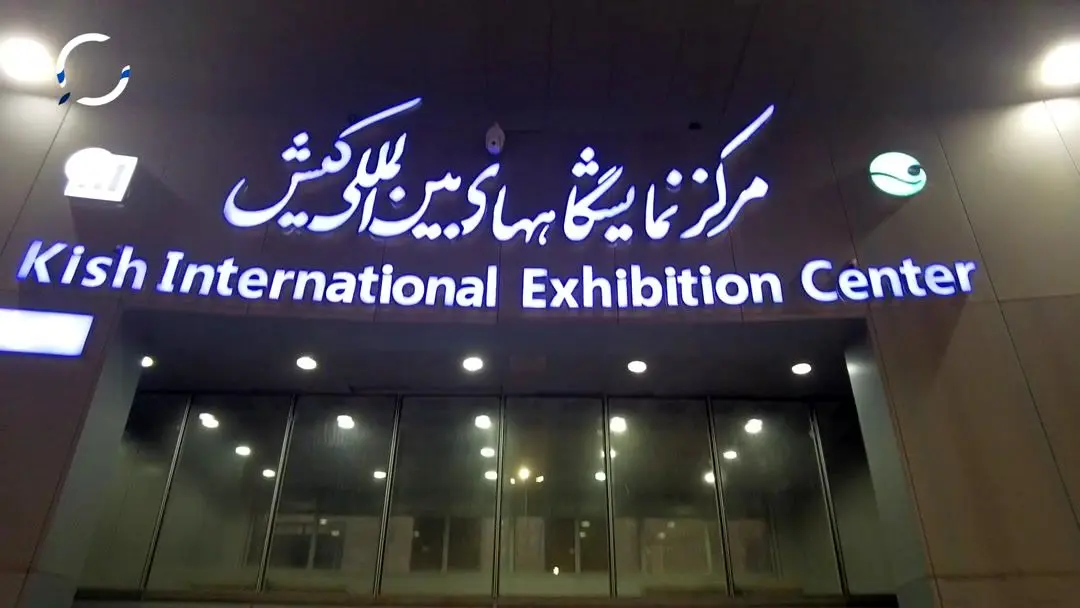 مرکز نمایشگاههای بین المللی کیش
Kish International Exhibition Center